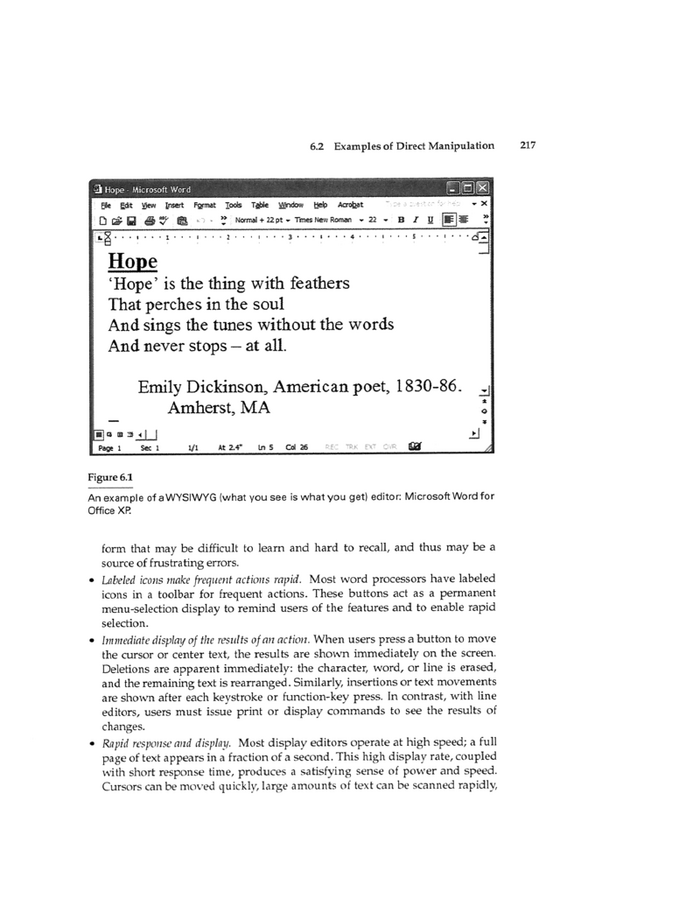 6.2 Examples of Direct Manipulation 217
Hope - Microsoft Word
File Edit View Insert Format Tools Table Window Help Acrobat
Normal + 22 pt Times New Roman 22 B I U
1 2 3 4 5
Hope
‘Hope’ is the thing with feathers
That perches in the soul
And sings the tunes without the words
And never stops – at all.
Emily Dickinson, American poet, 1830-86.
Amherst, MA
Page 1 Sec 1 1/1 At 2.4" Ln 5 Col 26 REC TRK EXT OVR
Figure 6.1
An example of a WYSIWYG (what you see is what you get) editor: Microsoft Word for
Office XP.
form that may be difficult to learn and hard to recall, and thus may be a
source of frustrating errors.
• Labeled icons make frequent actions rapid. Most word processors have labeled
icons in a toolbar for frequent actions. These buttons act as a permanent
menu-selection display to remind users of the features and to enable rapid
selection.
• Immediate display of the results of an action. When users press a button to move
the cursor or center text, the results are shown immediately on the screen.
Deletions are apparent immediately: the character, word, or line is erased,
and the remaining text is rearranged. Similarly, insertions or text movements
are shown after each keystroke or function-key press. In contrast, with line
editors, users must issue print or display commands to see the results of
changes.
• Rapid response and display. Most display editors operate at high speed; a full
page of text appears in a fraction of a second. This high display rate, coupled
with short response time, produces a satisfying sense of power and speed.
Cursors can be moved quickly, large amounts of text can be scanned rapidly,